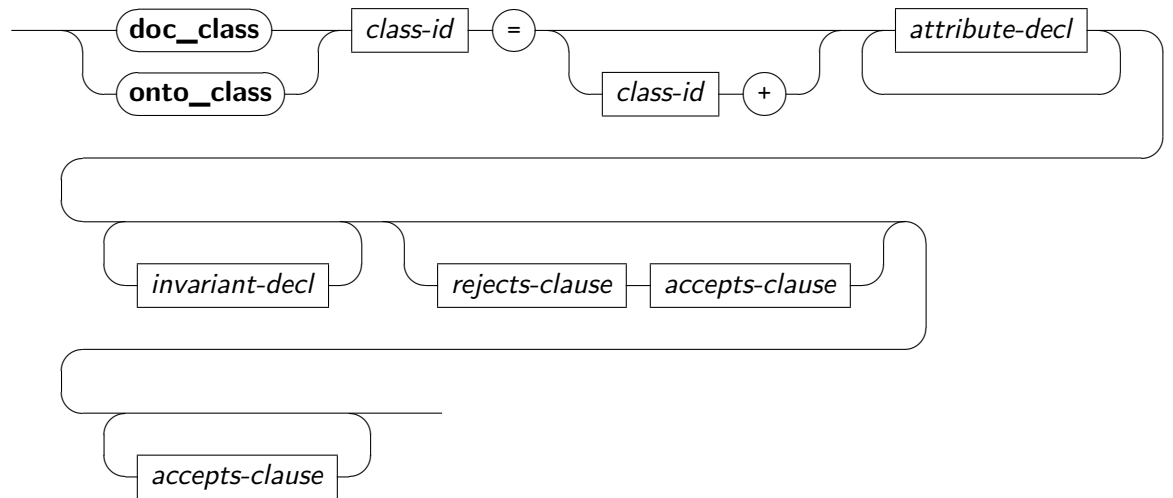 doc_class class-id = attribute-decl
onto_class class-id +
invariant-decl rejects-clause accepts-clause
accepts-clause